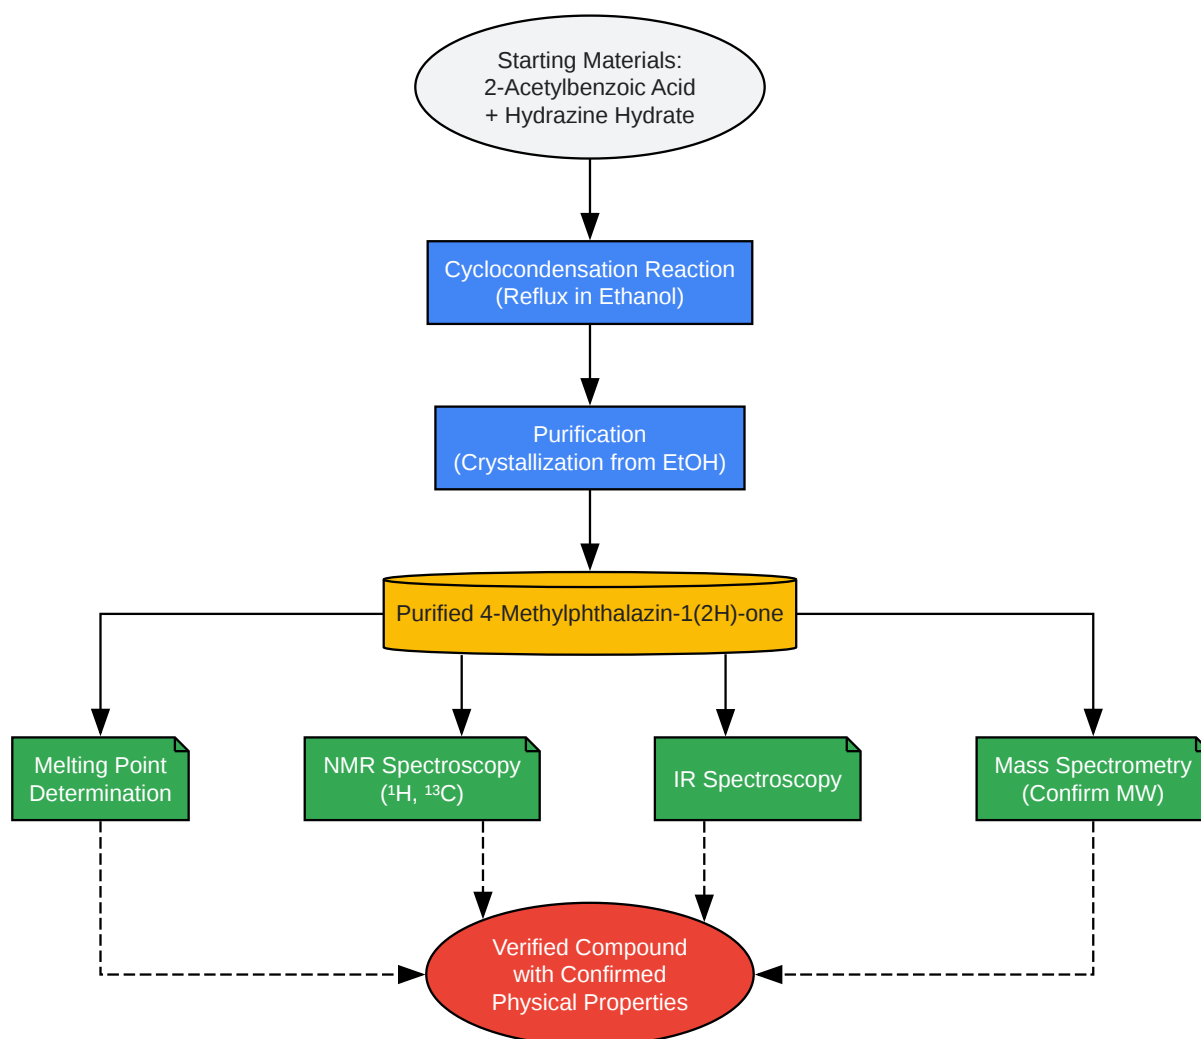 Starting Materials:
2-Acetylbenzoic Acid
+ Hydrazine Hydrate
Cyclocondensation Reaction
(Reflux in Ethanol)
Purification
(Crystallization from EtOH)
Purified 4-Methylphthalazin-1(2H)-one
Melting Point
Determination
NMR Spectroscopy
(¹H, ¹³C)
IR Spectroscopy
Mass Spectrometry
(Confirm MW)
Verified Compound
with Confirmed
Physical Properties